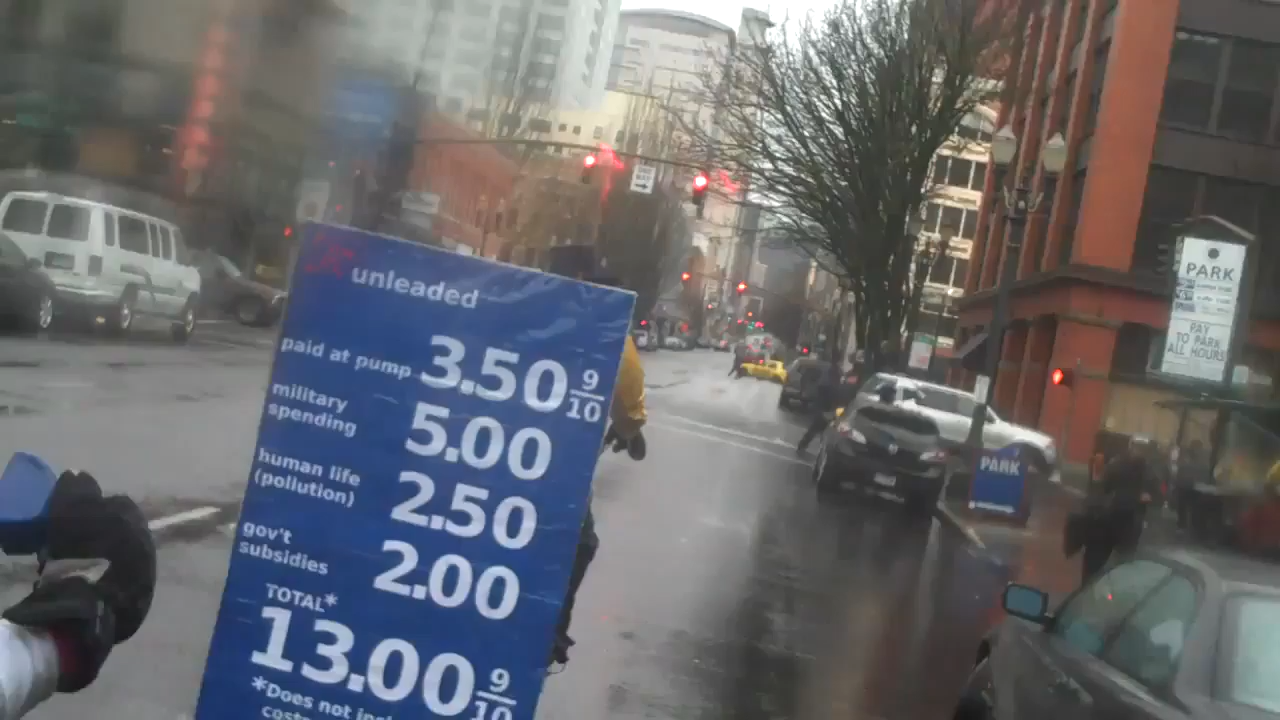 unleaded
paid at pump 3.50 9/10
military
spending 5.00
human life
(pollution) 2.50
gov't
subsidies 2.00
TOTAL*
13.00 9/10
*Does not
PARK
PAY
TO PARK
ALL HOURS
PARK